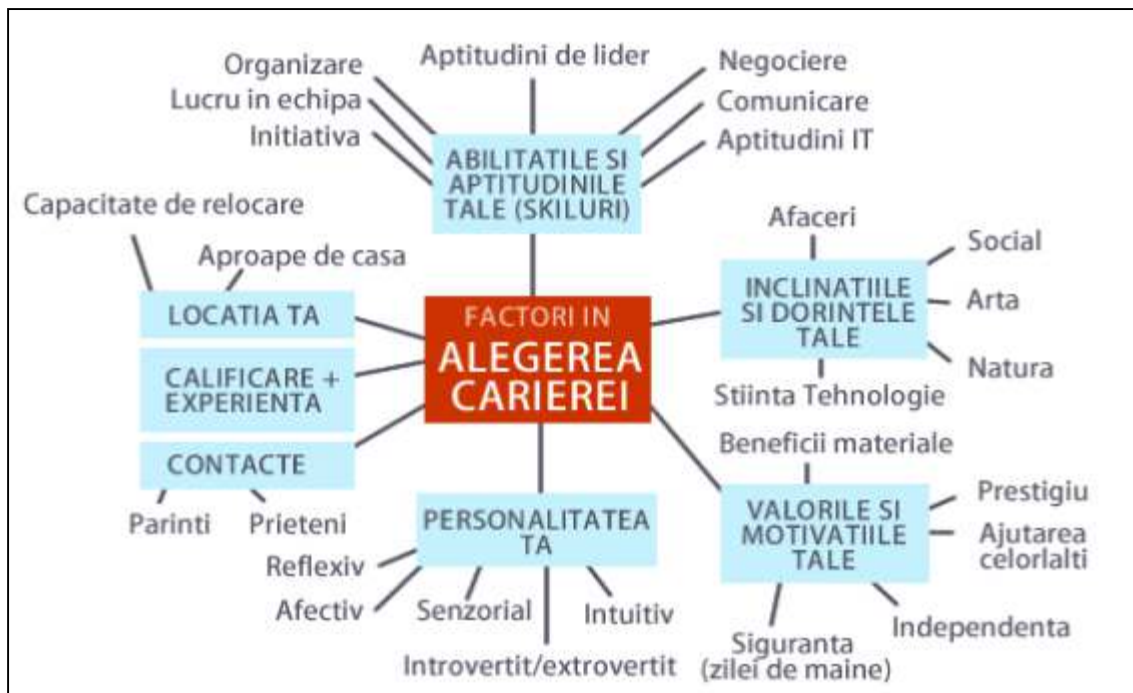 Aptitudini de lider
Organizare
Lucru in echipa
Initiativa
Negociere
Comunicare
Aptitudini IT
ABILITATILE SI
APTITUDINILE
TALE (SKILURI)
Capacitate de relocare
Aproape de casa
LOCATIA TA
CALIFICARE +
EXPERIENTA
CONTACTE
Parinti
Prieteni
FACTORI IN
ALEGEREA
CARIEREI
Afaceri
Social
Arta
Natura
INCLINATIILE
SI DORINTELE
TALE
Stiinta Tehnologie
Beneficii materiale
Prestigiu
Ajutarea
celorlalti
VALORILE SI
MOTIVATIILE
TALE
Independenta
Siguranta
(zilei de maine)
PERSONALITATEA
TA
Reflexiv
Afectiv
Senzorial
Intuitiv
Introvertit/extrovertit